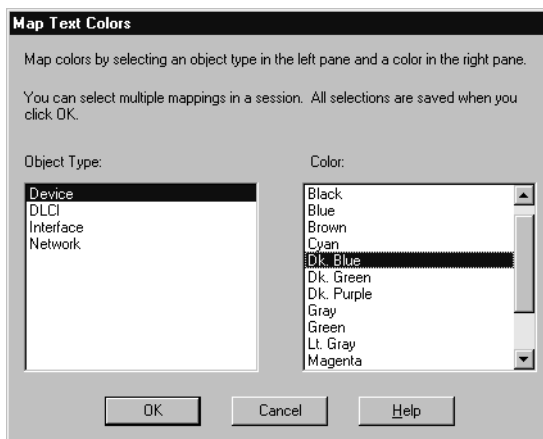 Map Text Colors
Map colors by selecting an object type in the left pane and a color in the right pane.
You can select multiple mappings in a session.  All selections are saved when you
click OK.
Object Type:
Device
DLCI
Interface
Network
Color:
Black
Blue
Brown
Cyan
Dk. Blue
Dk. Green
Dk. Purple
Gray
Green
Lt. Gray
Magenta
OK
Cancel
Help